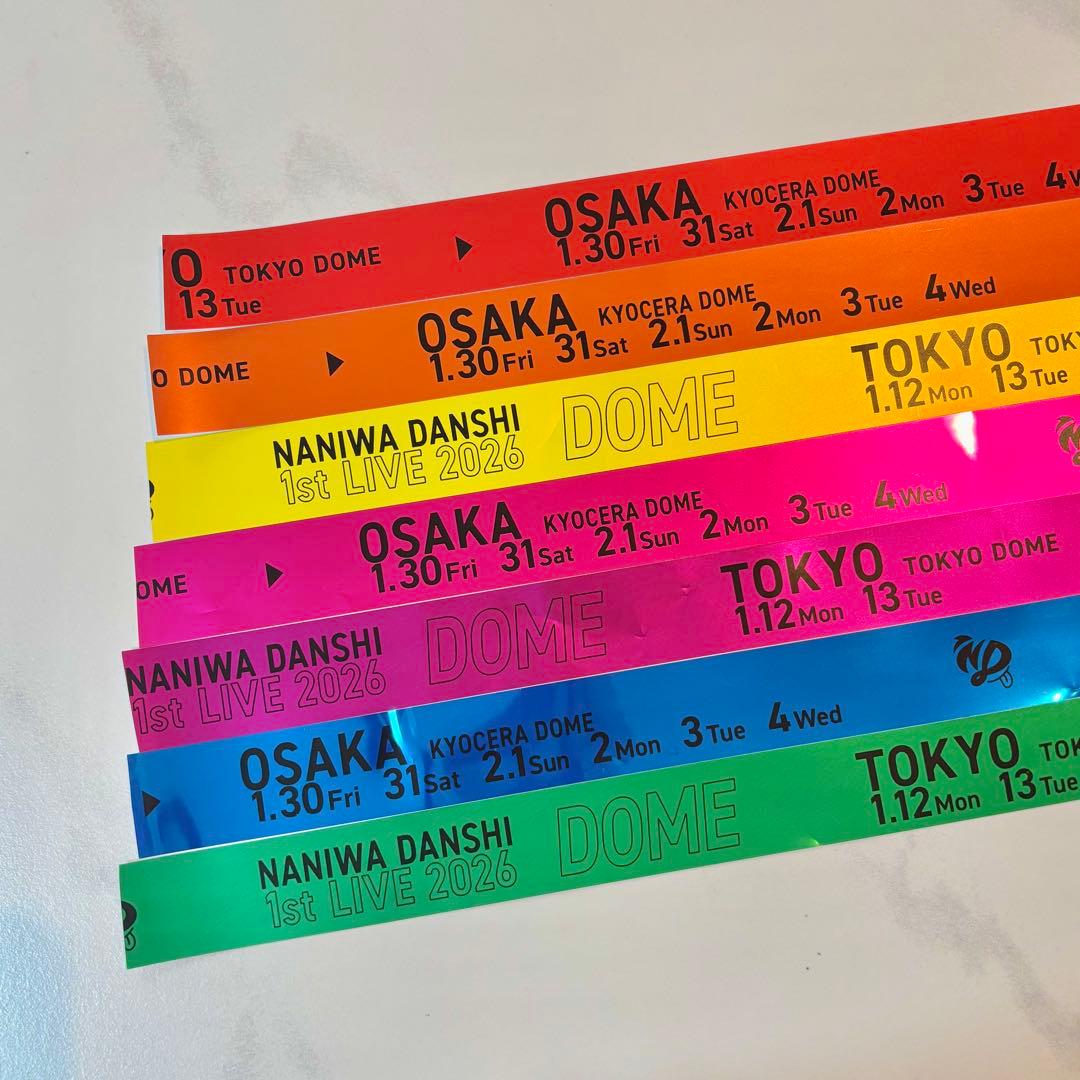 O TOKYO DOME
13 Tue
OSAKA KYOCERA DOME
1.30 Fri 31 Sat 2.1 Sun 2 Mon 3 Tue 4 W
O DOME
OSAKA KYOCERA DOME
1.30 Fri 31 Sat 2.1 Sun 2 Mon 3 Tue 4 Wed
NANIWA DANSHI
1st LIVE 2026
DOME
TOKYO TOKY
1.12 Mon 13 Tue
OME
OSAKA KYOCERA DOME
1.30 Fri 31 Sat 2.1 Sun 2 Mon 3 Tue 4 Wed
NANIWA DANSHI
1st LIVE 2026
DOME
TOKYO TOKYO DOME
1.12 Mon 13 Tue
OSAKA KYOCERA DOME
1.30 Fri 31 Sat 2.1 Sun 2 Mon 3 Tue 4 Wed
ND
NANIWA DANSHI
1st LIVE 2026
DOME
TOKYO TOK
1.12 Mon 13 Tue